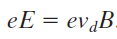 eE = ev_dB.